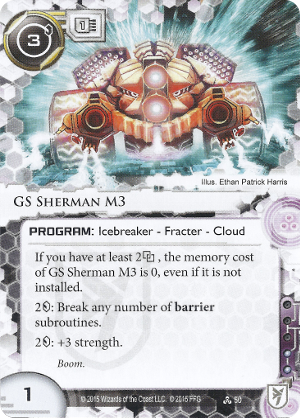 3
1
Illus. Ethan Patrick Harris
GS Sherman M3
PROGRAM: Icebreaker - Fracter - Cloud
If you have at least 2, the memory cost
of GS Sherman M3 is 0, even if it is not
installed.
2: Break any number of barrier
subroutines.
2: +3 strength.
Boom.
1
© 2015 Wizards of the Coast LLC. © 2015 FFG
50